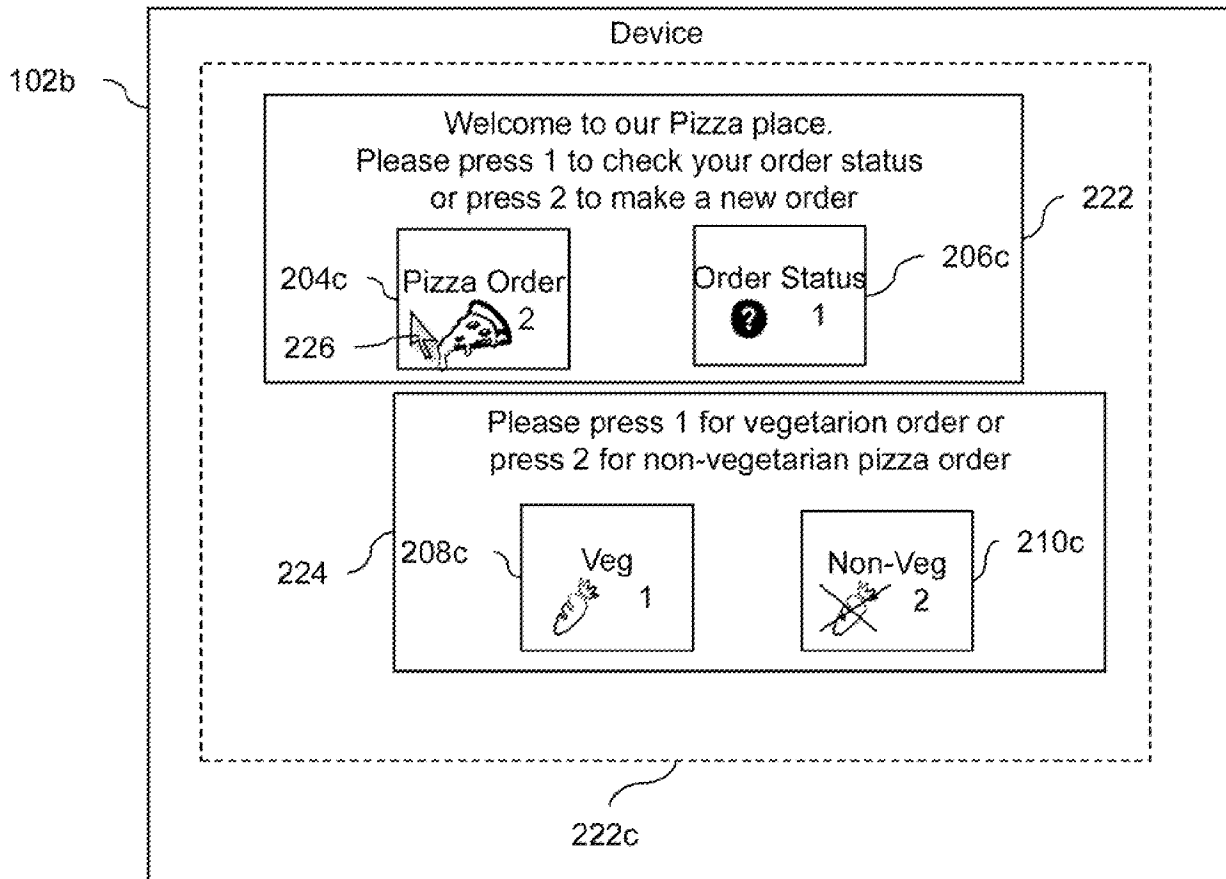 Device
102b
Welcome to our Pizza place.
Please press 1 to check your order status
or press 2 to make a new order
222
204c
Pizza Order
2
226
Order Status
? 1
206c
Please press 1 for vegetarion order or
press 2 for non-vegetarian pizza order
224
208c
Veg
1
Non-Veg
2
210c
222c